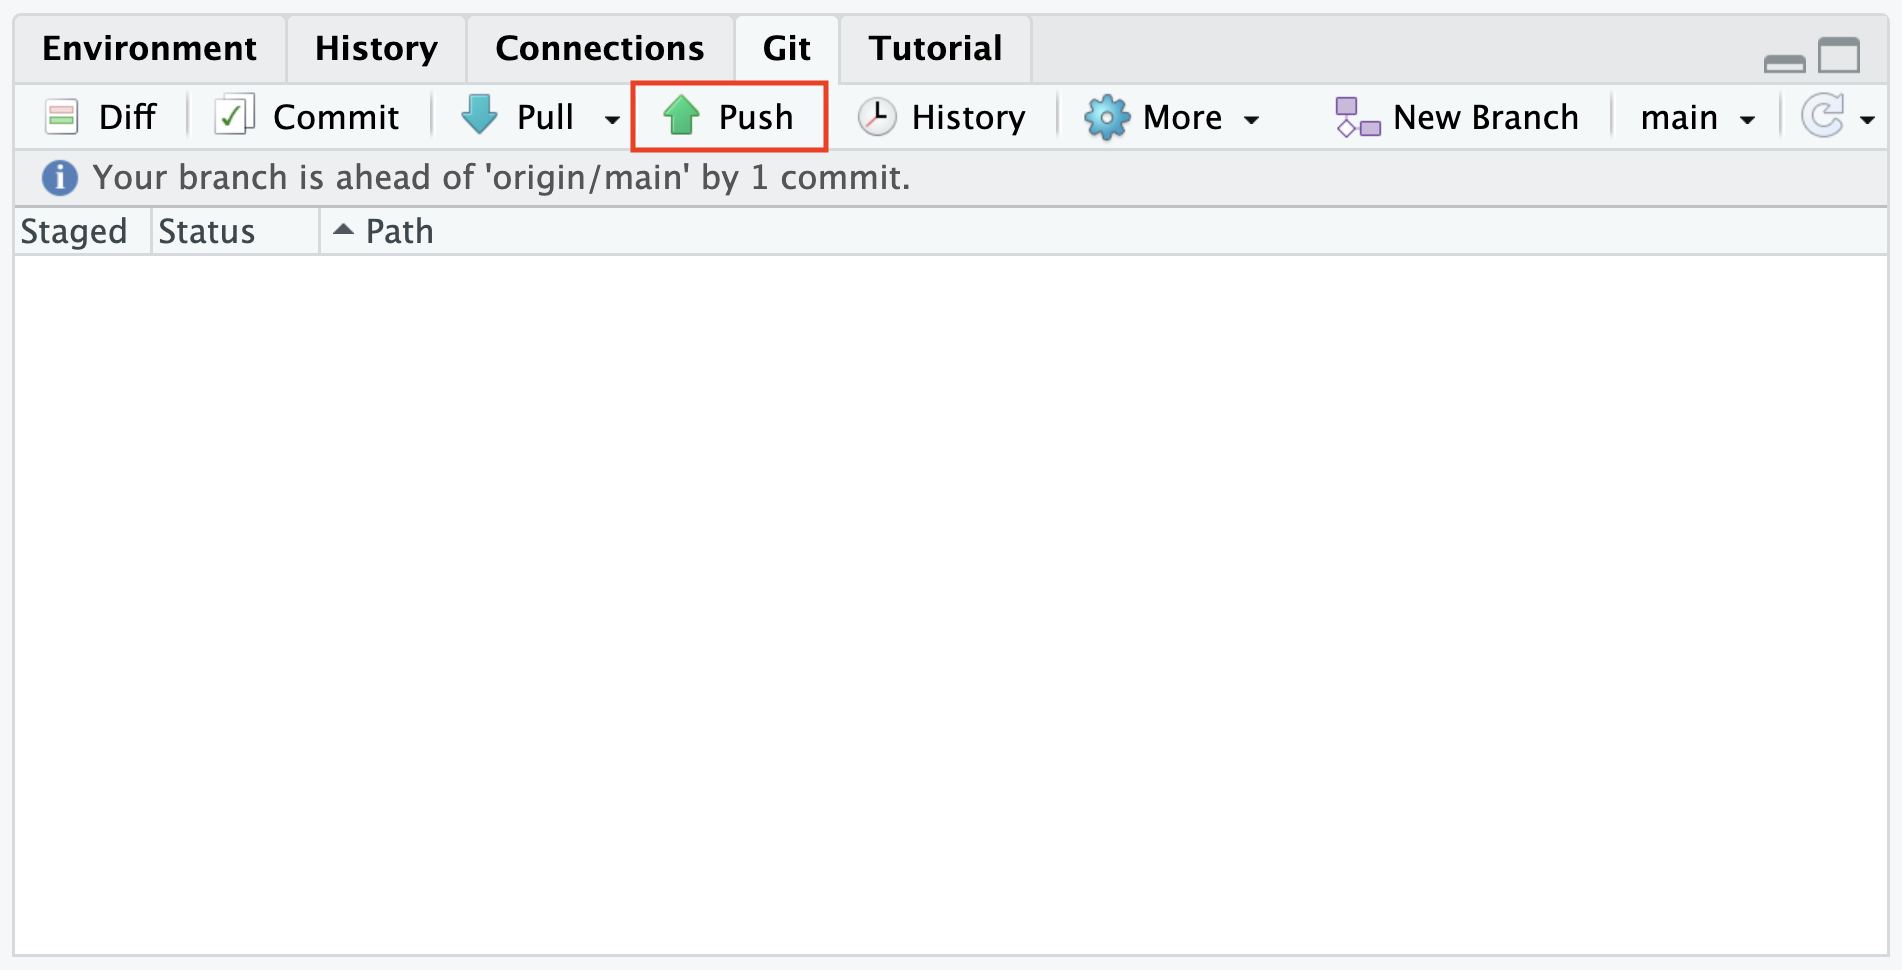 Environment History Connections Git Tutorial
Diff Commit Pull Push History More New Branch main
Your branch is ahead of 'origin/main' by 1 commit.
Staged Status Path